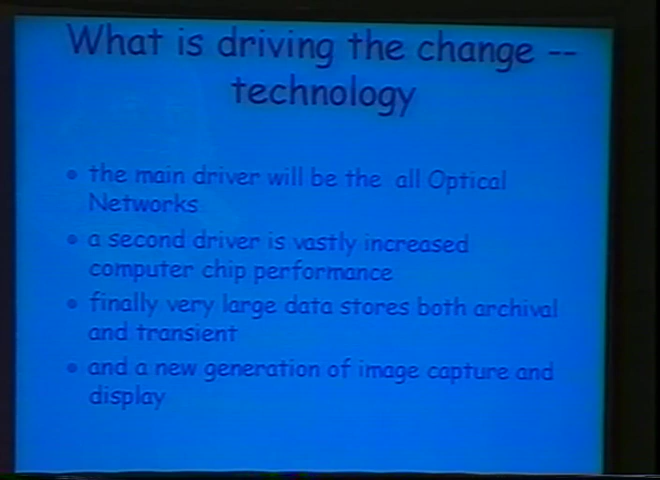 What is driving the change --
technology
• the main driver will be the all Optical
Networks
• a second driver is vastly increased
computer chip performance
• finally very large data stores both archival
and transient
• and a new generation of image capture and
display